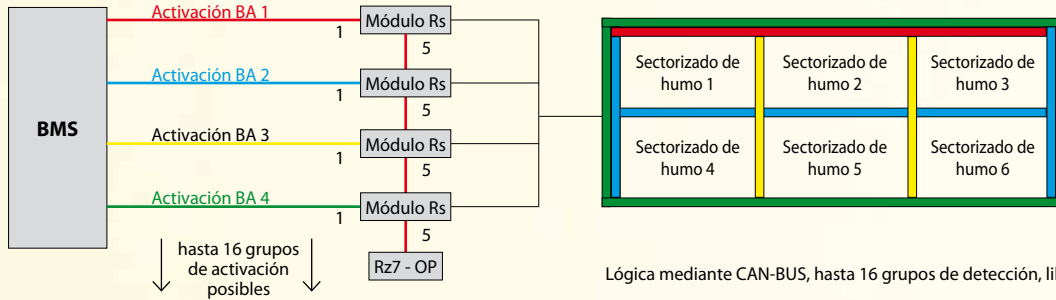 BMS
Activación BA 1
1
Módulo Rs
5
Activación BA 2
1
Módulo Rs
5
Activación BA 3
1
Módulo Rs
5
Activación BA 4
1
Módulo Rs
5
Rz7 - OP
hasta 16 grupos
de activación
posibles
Sectorizado de
humo 1
Sectorizado de
humo 2
Sectorizado de
humo 3
Sectorizado de
humo 4
Sectorizado de
humo 5
Sectorizado de
humo 6
Lógica mediante CAN-BUS, hasta 16 grupos de detección,